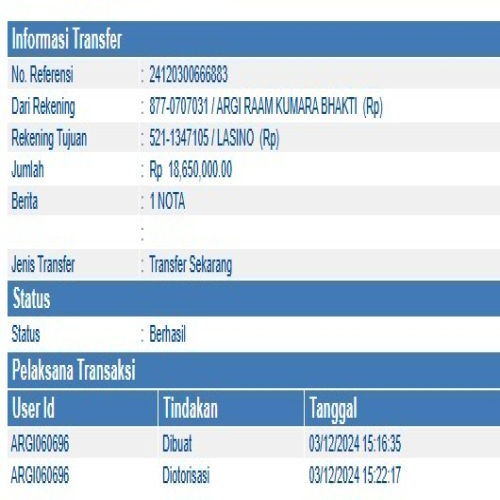 Informasi Transfer
No. Referensi : 24120300666883
Dari Rekening : 877-0707031 / ARGI RAAM KUMARA BHAKTI (Rp)
Rekening Tujuan : 521-1347105 / LASINO (Rp)
Jumlah : Rp 18,650,000.00
Berita : 1 NOTA
:
Jenis Transfer : Transfer Sekarang
Status
Status : Berhasil
Pelaksana Transaksi
User Id Tindakan Tanggal
ARGI060696 Dibuat 03/12/2024 15:16:35
ARGI060696 Diotorisasi 03/12/2024 15:22:17